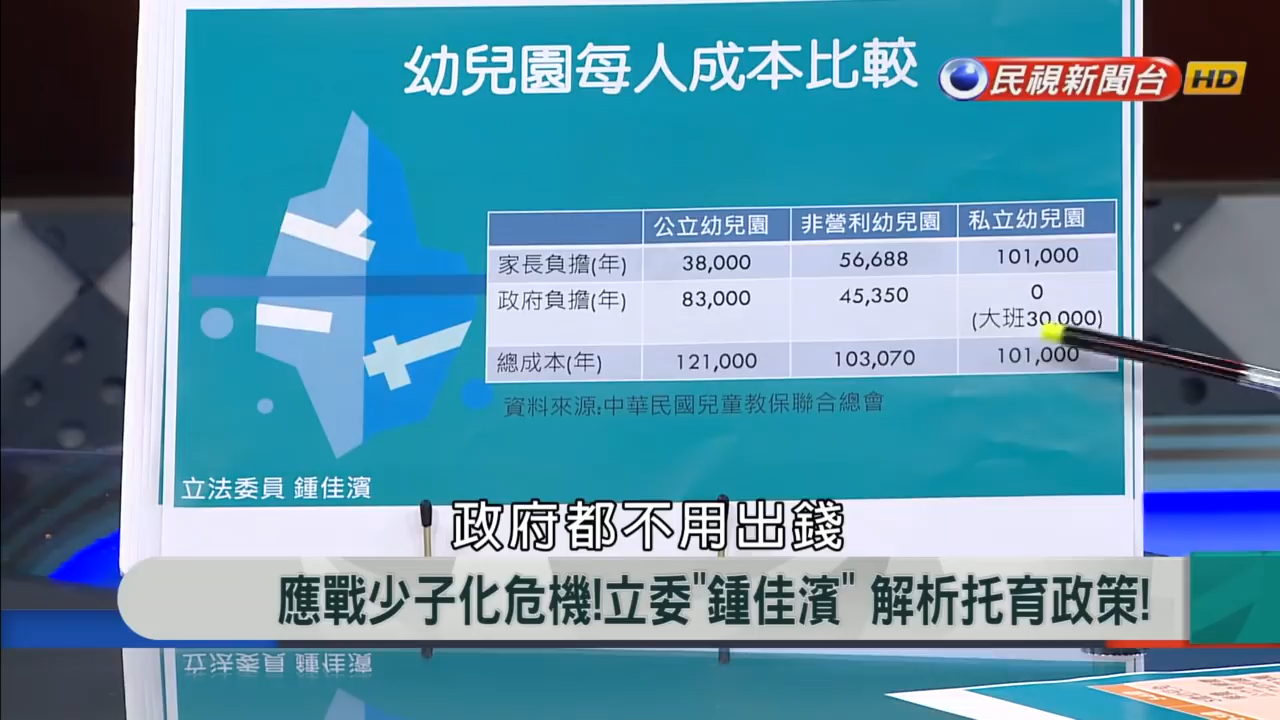 幼兒園每人成本比較
民視新聞台 HD
公立幼兒園 非營利幼兒園 私立幼兒園
家長負擔(年) 38,000 56,688 101,000
政府負擔(年) 83,000 45,350 0
(大班30,000)
總成本(年) 121,000 103,070 101,000
資料來源:中華民國兒童教保聯合總會
立法委員 鍾佳濱
政府都不用出錢
應戰少子化危機!立委"鍾佳濱" 解析托育政策!